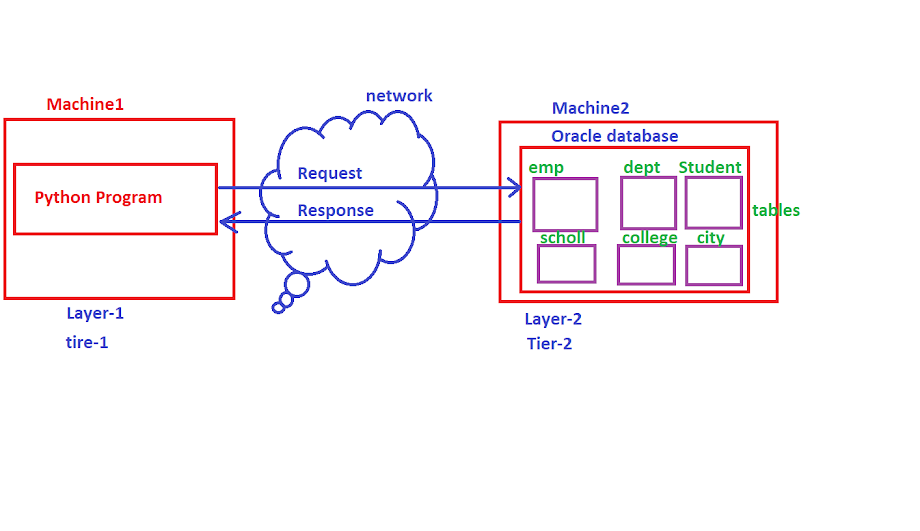 network
Machine1
Machine2
Oracle database
Python Program
Request
Response
emp
dept
Student
tables
scholl
college
city
Layer-1
tire-1
Layer-2
Tier-2